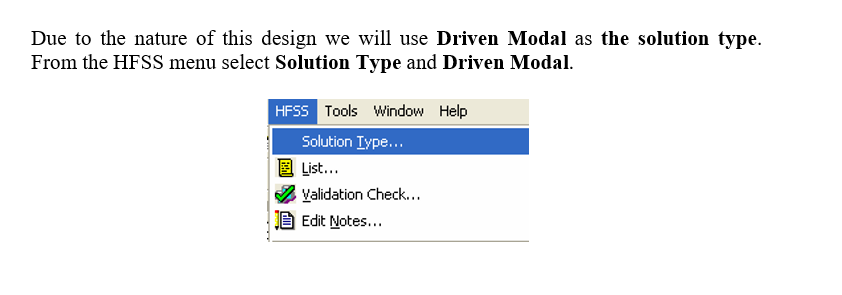 Due to the nature of this design we will use Driven Modal as the solution type.
From the HFSS menu select Solution Type and Driven Modal.
HFSS Tools Window Help
Solution Type...
List...
Validation Check...
Edit Notes...